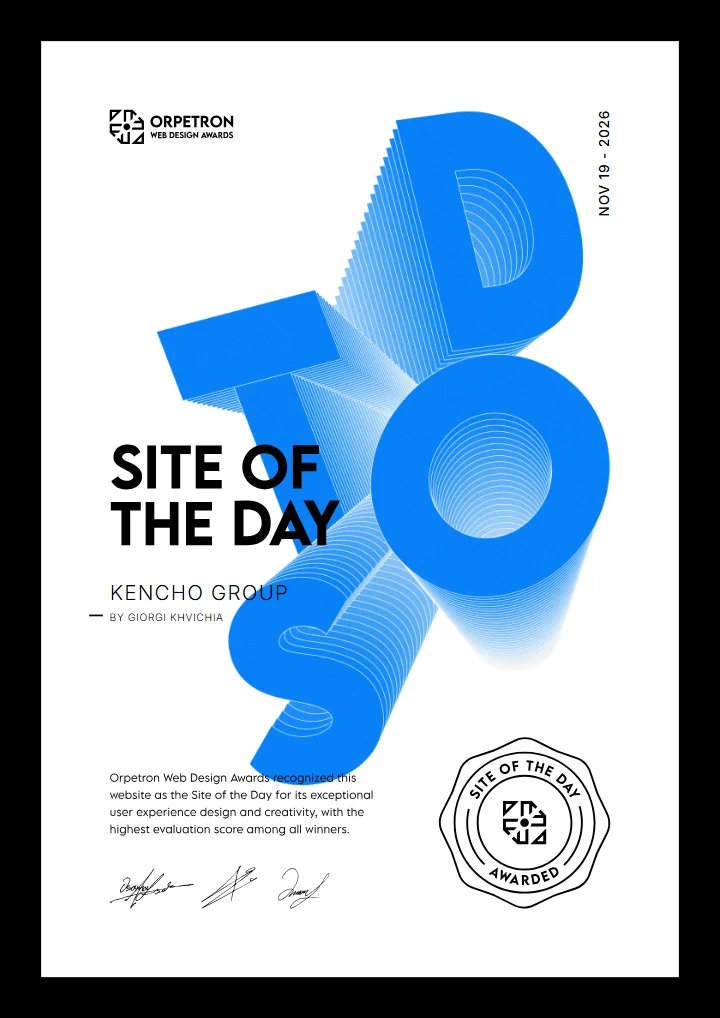 ORPETRON
WEB DESIGN AWARDS
NOV 19 - 2026
D
T
O
S
SITE OF
THE DAY
KENCHO GROUP
BY GIORGI KHVICHIA
Orpetron Web Design Awards recognized this
website as the Site of the Day for its exceptional
user experience design and creativity, with the
highest evaluation score among all winners.
SITE OF THE DAY
AWARDED